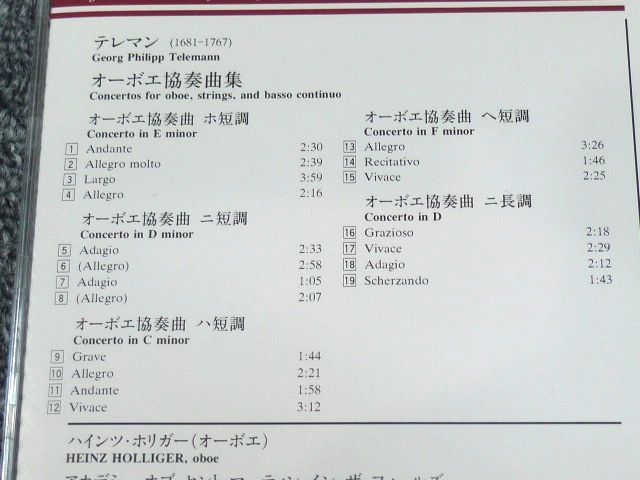 テレマン (1681-1767)
Georg Philipp Telemann
オーボエ協奏曲集
Concertos for oboe, strings, and basso continuo
オーボエ協奏曲 ホ短調
Concerto in E minor
1 Andante 2:30
2 Allegro molto 2:39
3 Largo 3:59
4 Allegro 2:16
オーボエ協奏曲 ニ短調
Concerto in D minor
5 Adagio 2:33
6 (Allegro) 2:58
7 Adagio 1:05
8 (Allegro) 2:07
オーボエ協奏曲 ハ短調
Concerto in C minor
9 Grave 1:44
10 Allegro 2:21
11 Andante 1:58
12 Vivace 3:12
オーボエ協奏曲 ヘ短調
Concerto in F minor
13 Allegro 3:26
14 Recitativo 1:46
15 Vivace 2:25
オーボエ協奏曲 ニ長調
Concerto in D
16 Grazioso 2:18
17 Vivace 2:29
18 Adagio 2:12
19 Scherzando 1:43
ハインツ・ホリガー(オーボエ)
HEINZ HOLLIGER, oboe